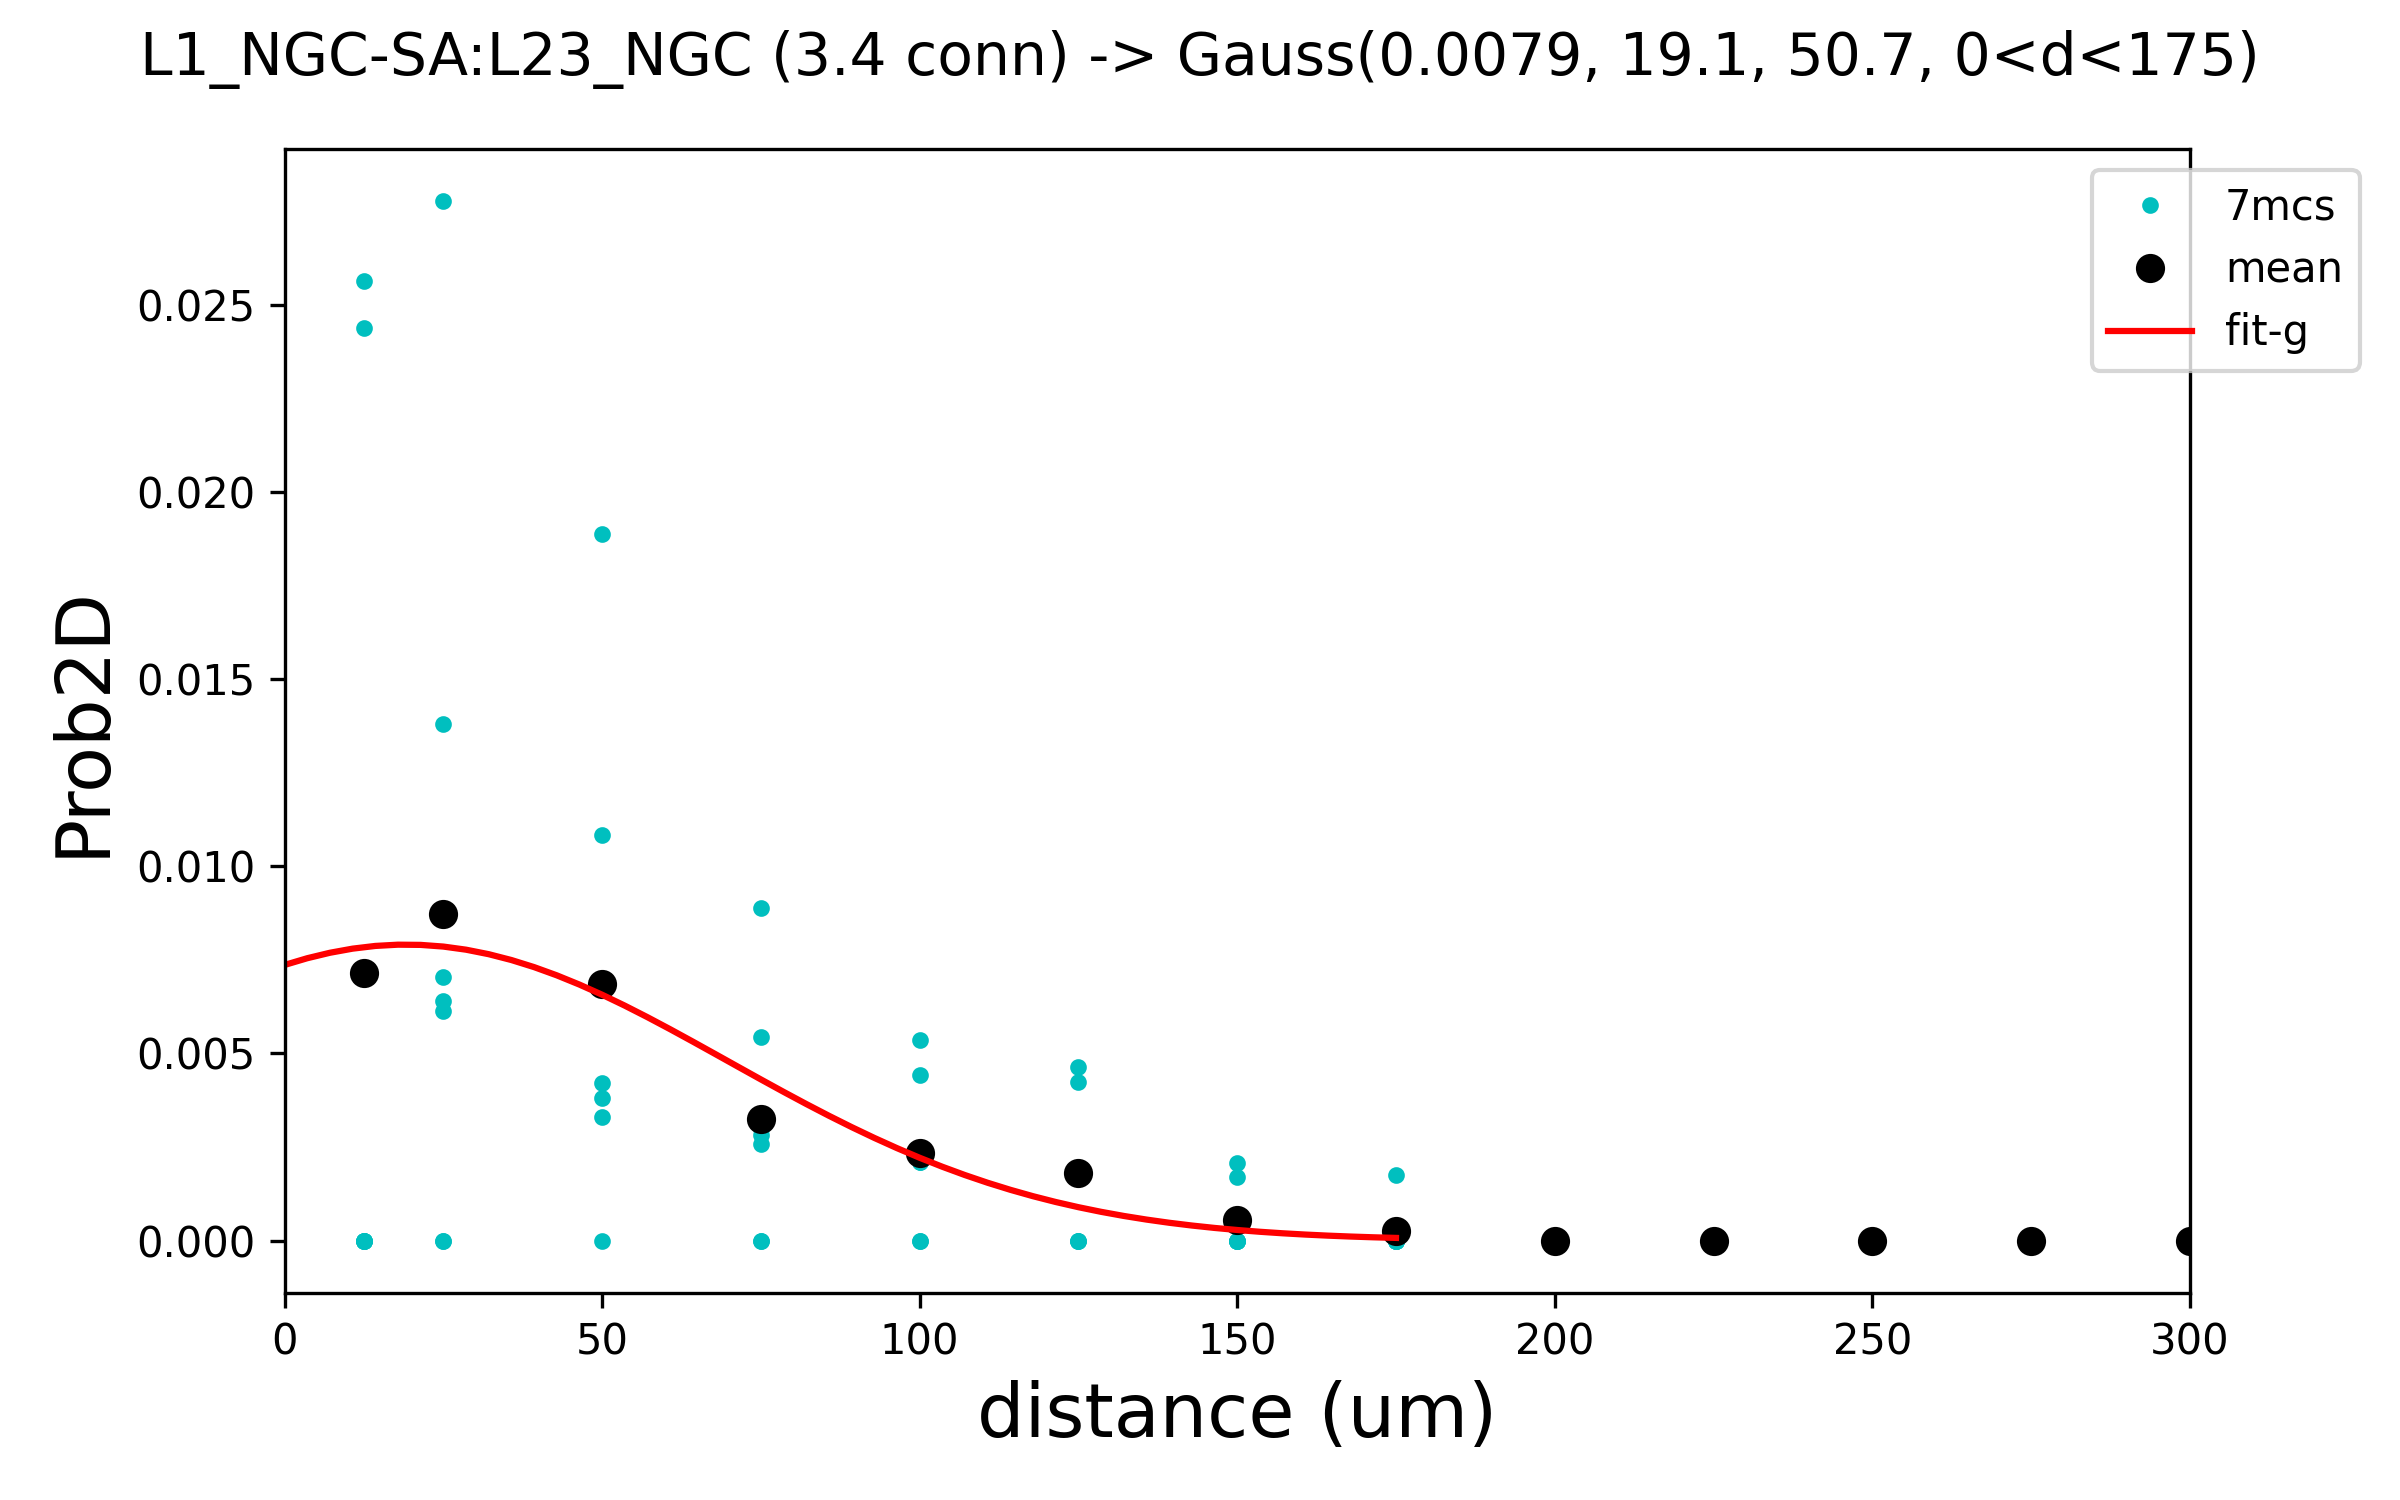 L1_NGC-SA:L23_NGC (3.4 conn) -> Gauss(0.0079, 19.1, 50.7, 0<d<175)
7mcs
mean
fit-g
Prob2D
0.025
0.020
0.015
0.010
0.005
0.000
0 50 100 150 200 250 300
distance (um)